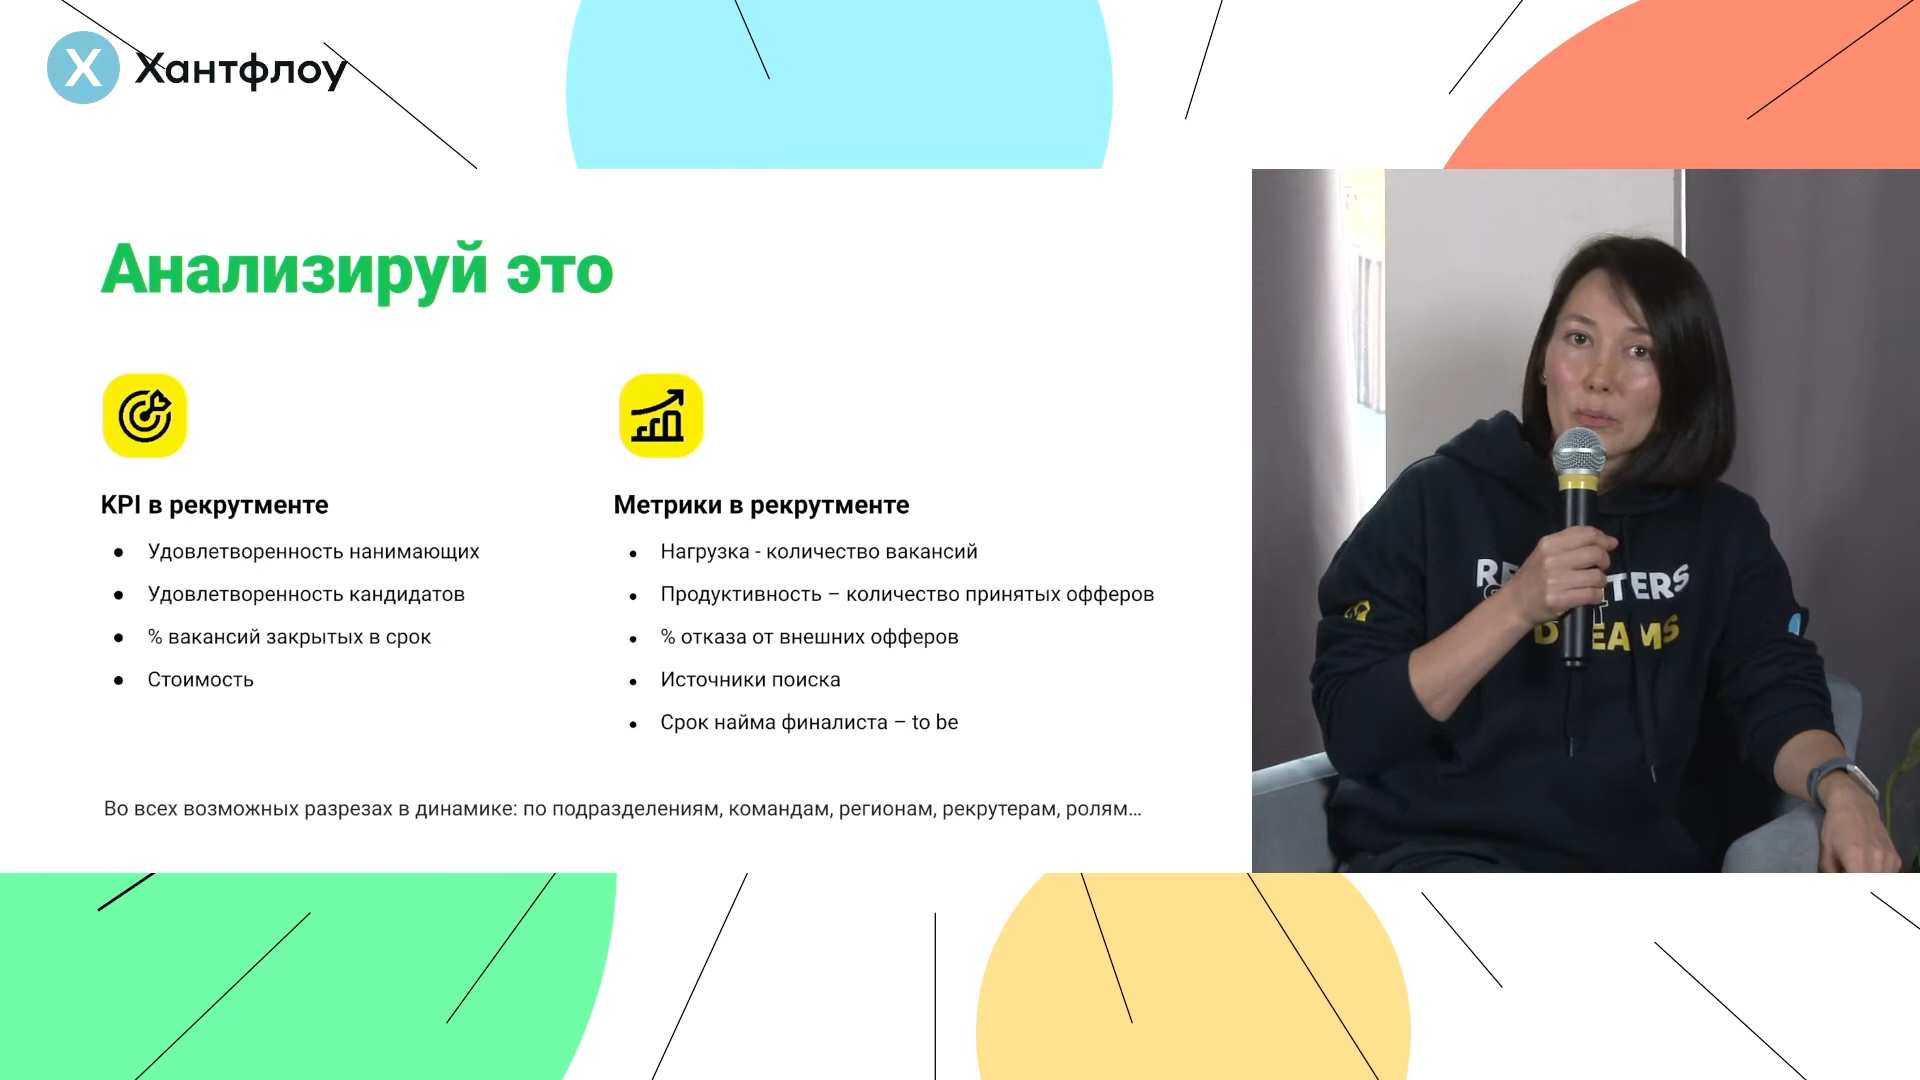 Хантфлоу
Анализируй это
KPI в рекрутменте
● Удовлетворенность нанимающих
● Удовлетворенность кандидатов
● % вакансий закрытых в срок
● Стоимость
Метрики в рекрутменте
• Нагрузка - количество вакансий
• Продуктивность – количество принятых офферов
• % отказа от внешних офферов
• Источники поиска
• Срок найма финалиста – to be
Во всех возможных разрезах в динамике: по подразделениям, командам, регионам, рекрутерам, ролям...